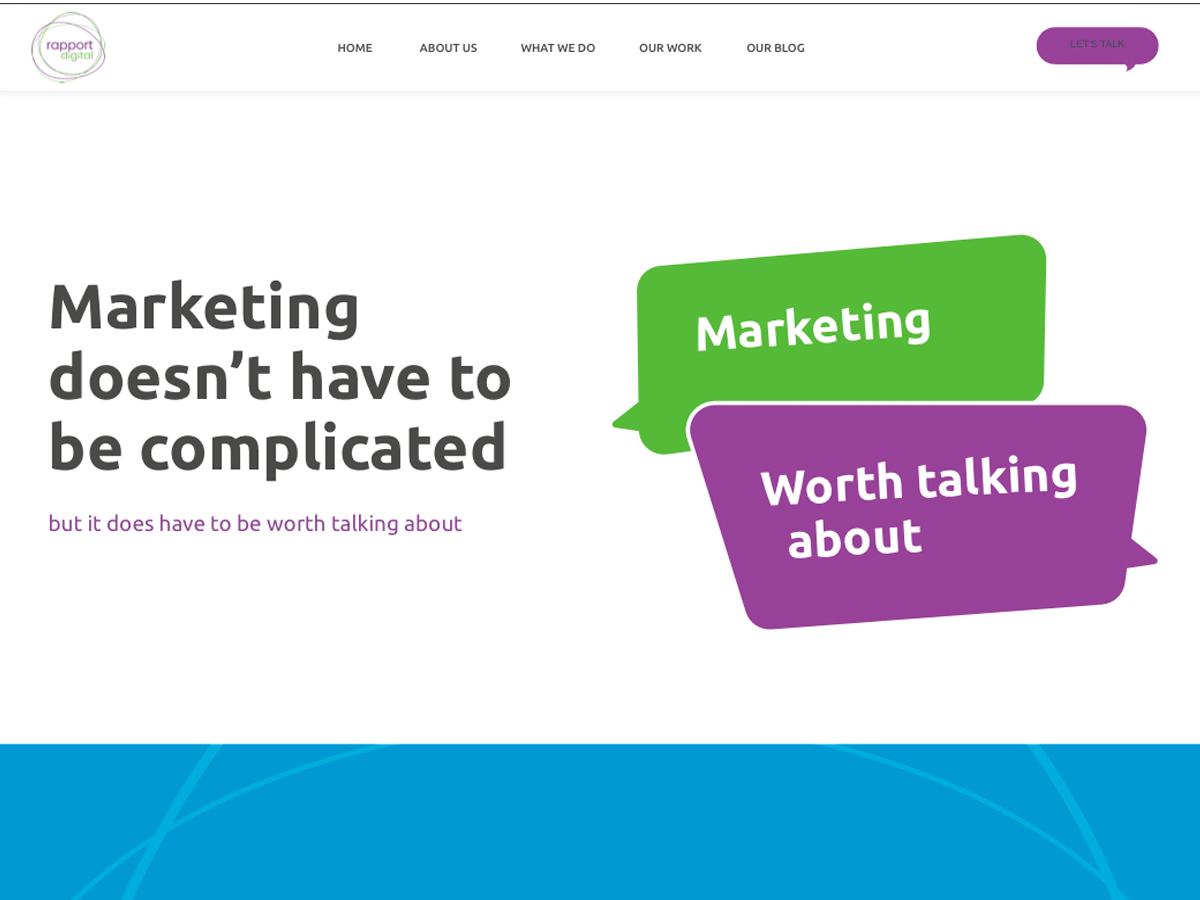 rapport
digital
HOME
ABOUT US
WHAT WE DO
OUR WORK
OUR BLOG
LET'S TALK
Marketing
doesn’t have to
be complicated
but it does have to be worth talking about
Marketing
Worth talking
about